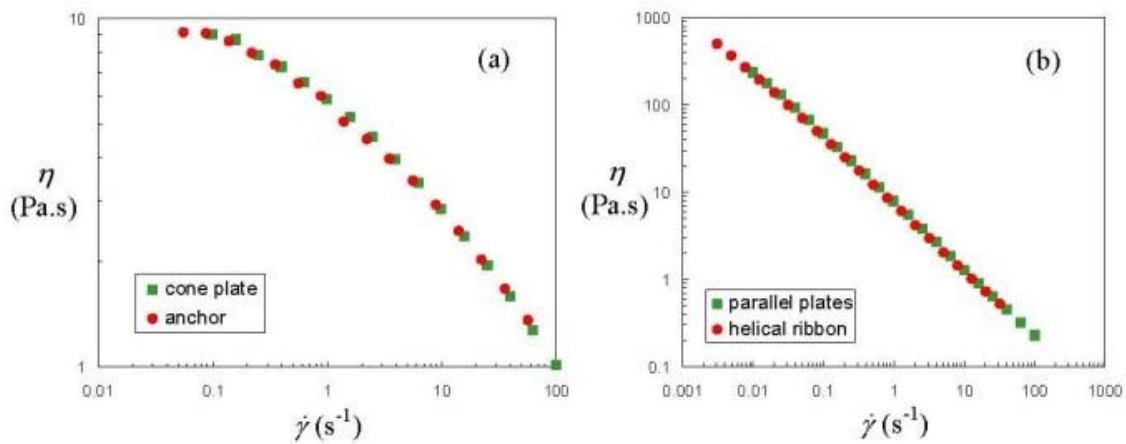 10
(a)
η
(Pa.s)
cone plate
anchor
1
0.01
0.1
1
10
100
γ̇ (s⁻¹)
1000
(b)
100
η
(Pa.s)
10
1
parallel plates
helical ribbon
0.1
0.001
0.01
0.1
1
10
100
1000
γ̇ (s⁻¹)